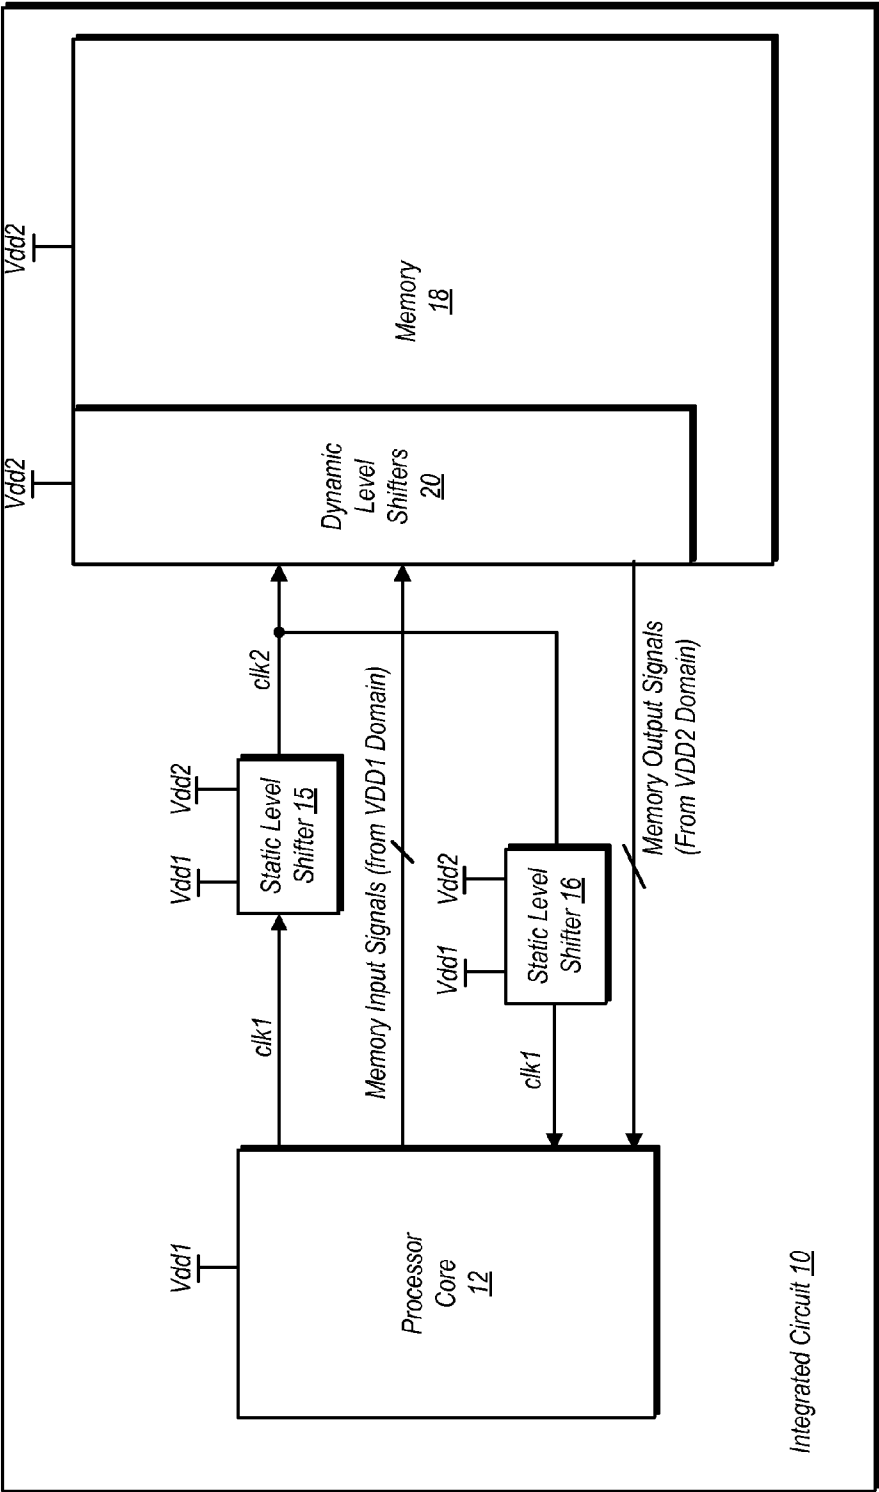 Vdd1
Processor
Core
12
clk1
Vdd1
Vdd2
Static Level
Shifter 15
clk2
Memory Input Signals (from VDD1 Domain)
Vdd1
Vdd2
Static Level
Shifter 16
clk1
Memory Output Signals
(From VDD2 Domain)
Vdd2
Dynamic
Level
Shifters
20
Vdd2
Memory
18
Integrated Circuit 10